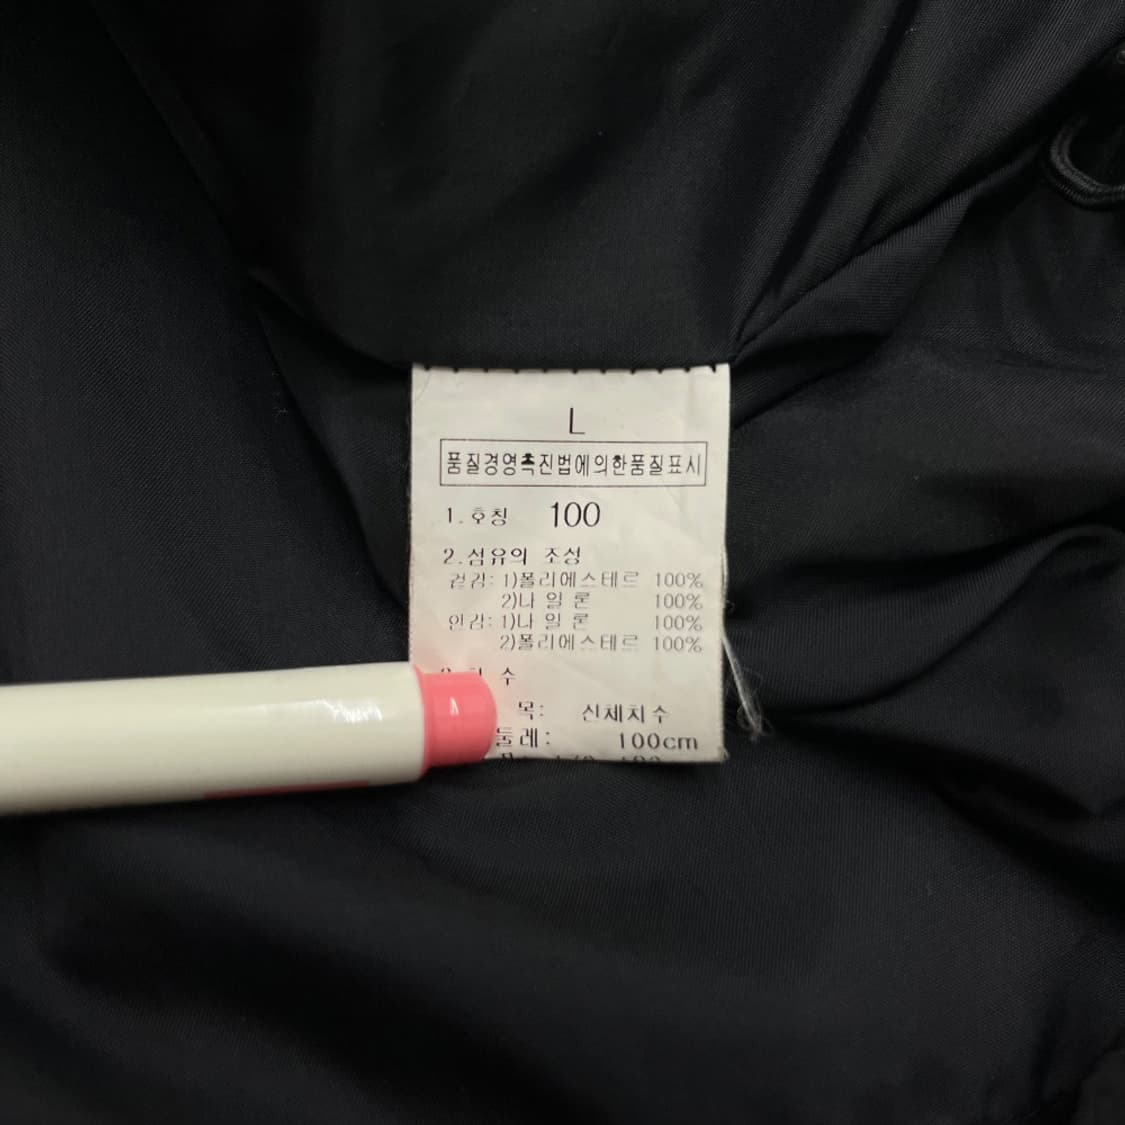 L
품질경영촉진법에의한품질표시
1.호칭 100
2.섬유의 조성
겉감: 1)폴리에스테르 100%
2)나 일 론 100%
안감: 1)나 일 론 100%
2)폴리에스테르 100%
수
목: 신체치수
둘레: 100cm